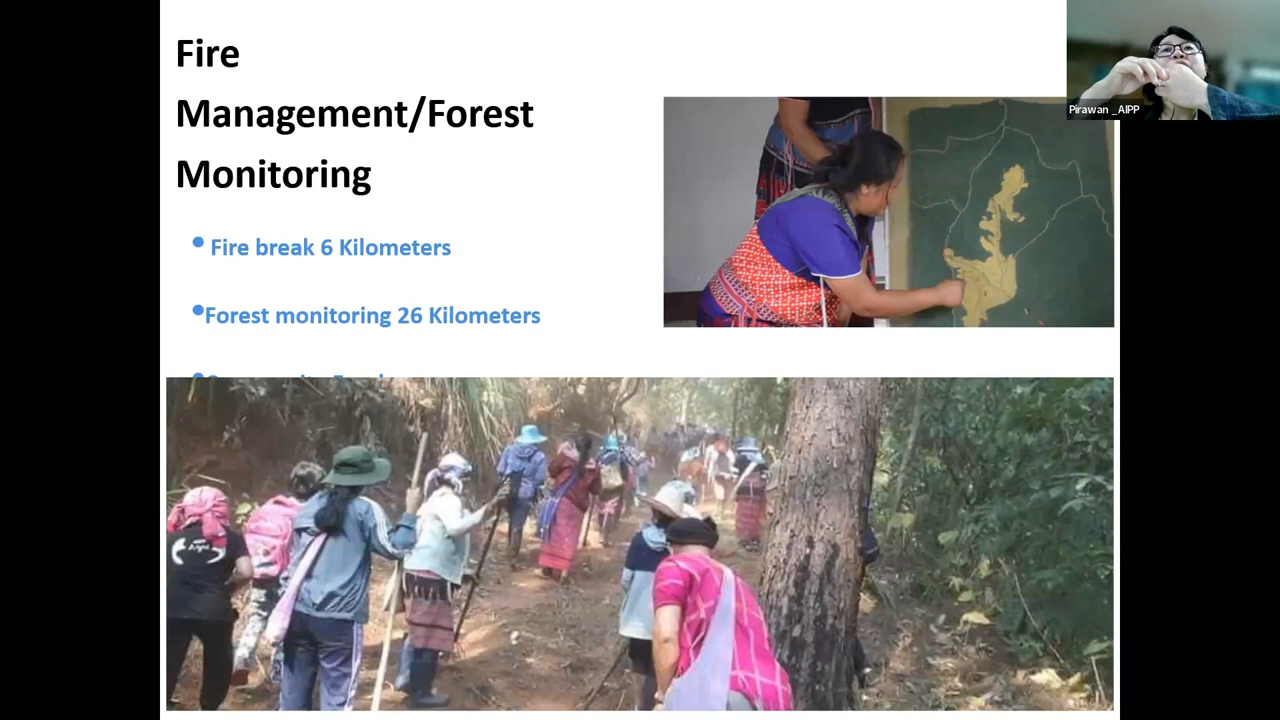 Fire
Management/Forest
Monitoring
• Fire break 6 Kilometers
•Forest monitoring 26 Kilometers
Pirawan _AIPP